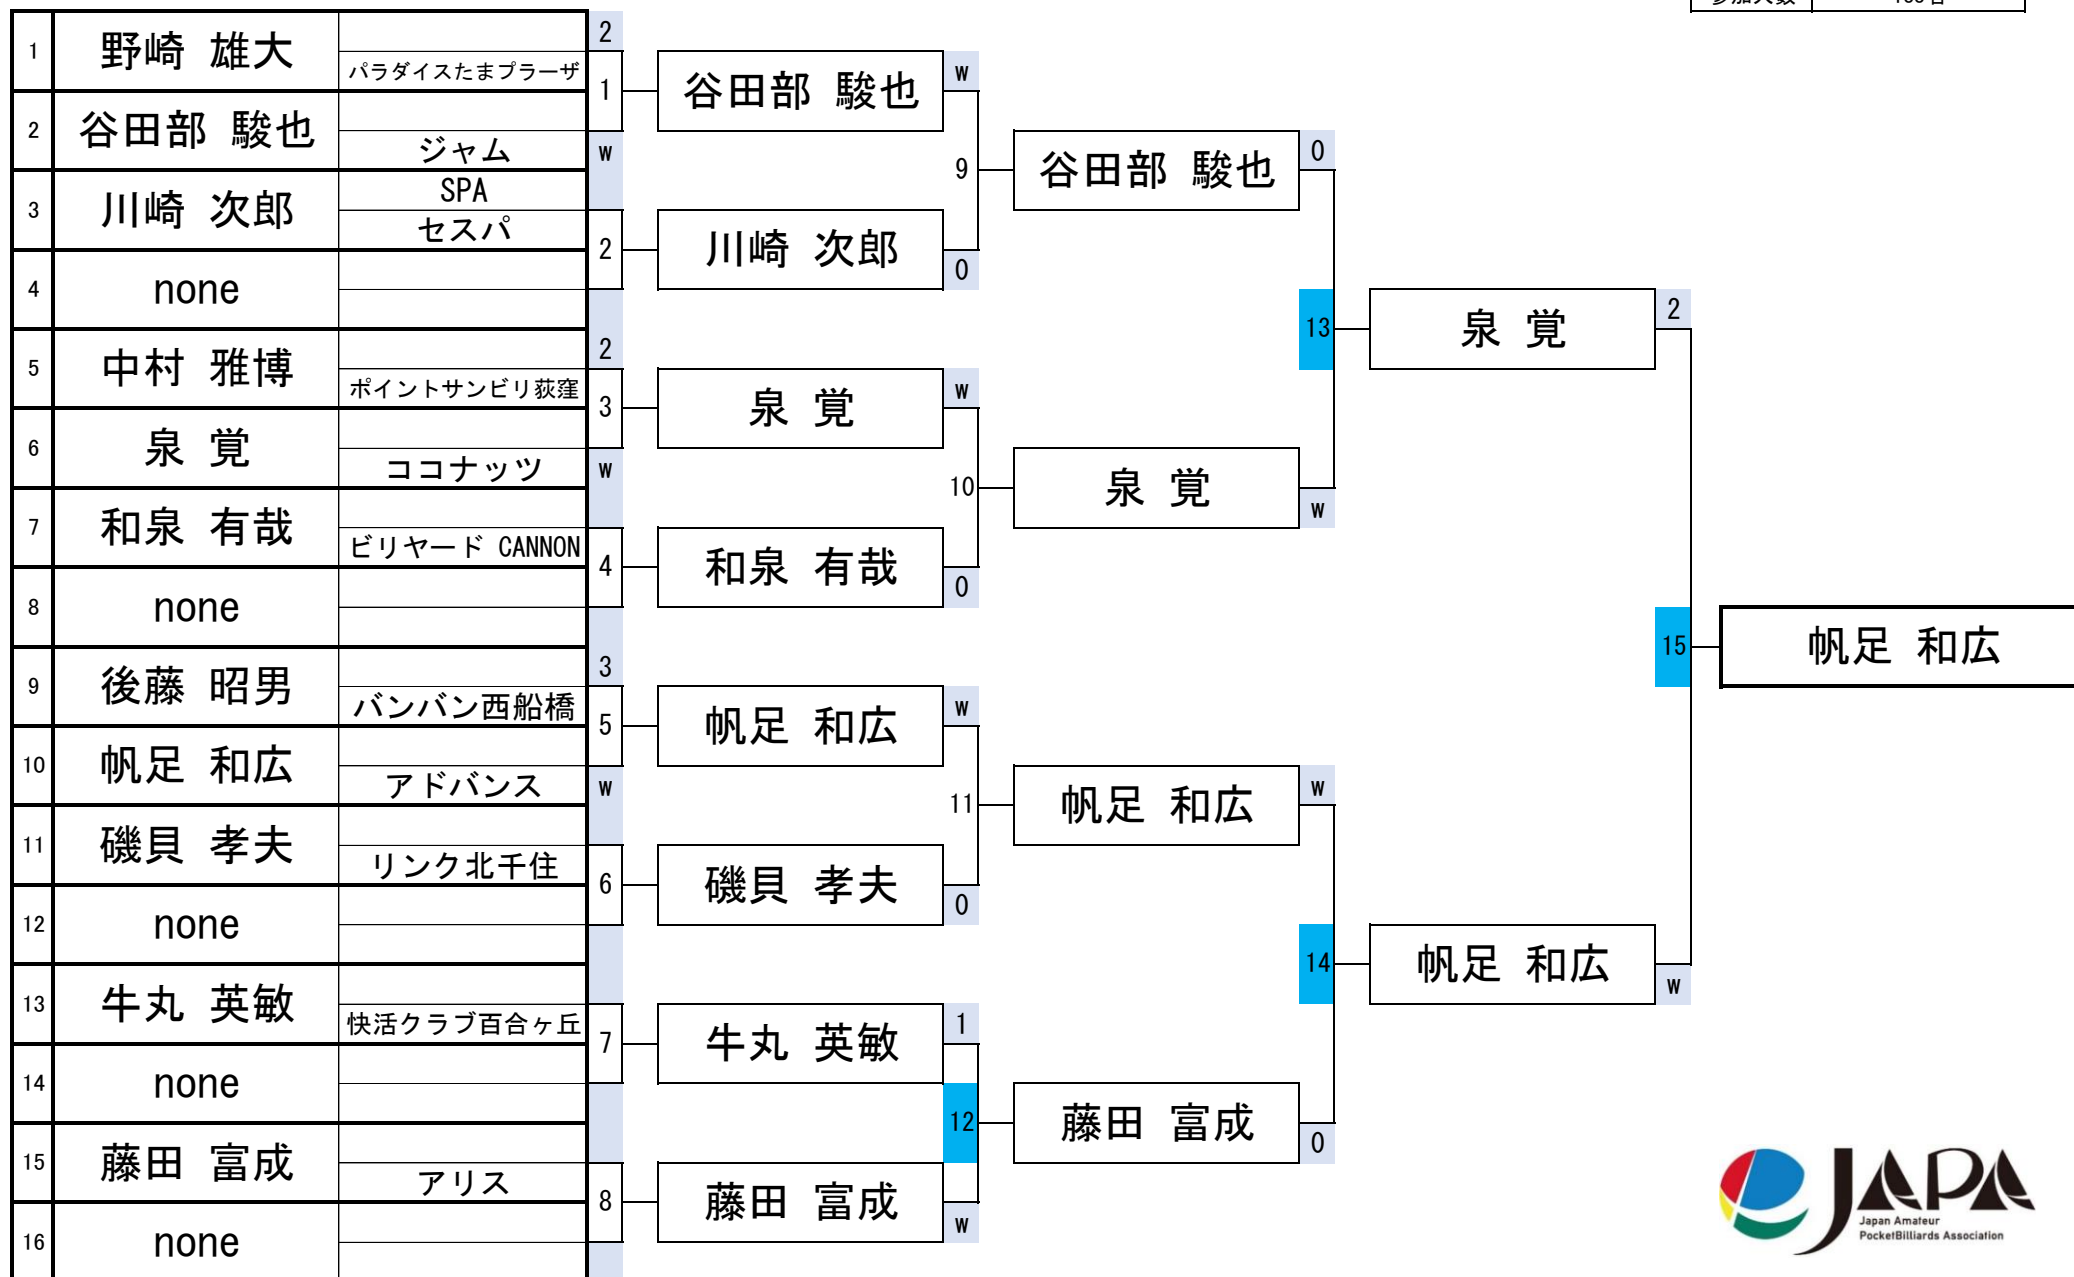 参加人数
1 野崎 雄大 パラダイスたまプラーザ 2
2 谷田部 駿也 ジャム W
1
3 川崎 次郎 SPA セスパ
4 none
2
5 中村 雅博 ポイントサンビリ荻窪 2
6 泉 覚 ココナッツ W
3
7 和泉 有哉 ビリヤード CANNON
8 none
4
9 後藤 昭男 バンバン西船橋 3
10 帆足 和広 アドバンス W
5
11 磯貝 孝夫 リンク北千住
12 none
6
13 牛丸 英敏 快活クラブ百合ヶ丘
14 none
7
15 藤田 富成 アリス
16 none
8
谷田部 駿也 W
9
川崎 次郎 0
泉 覚 W
10
和泉 有哉 0
帆足 和広 W
11
磯貝 孝夫 0
牛丸 英敏 1
12
藤田 富成 W
谷田部 駿也 0
13
泉 覚 W
帆足 和広 W
14
藤田 富成 0
泉 覚 2
15
帆足 和広 W
帆足 和広
JAPA
Japan Amateur
PocketBilliards Association